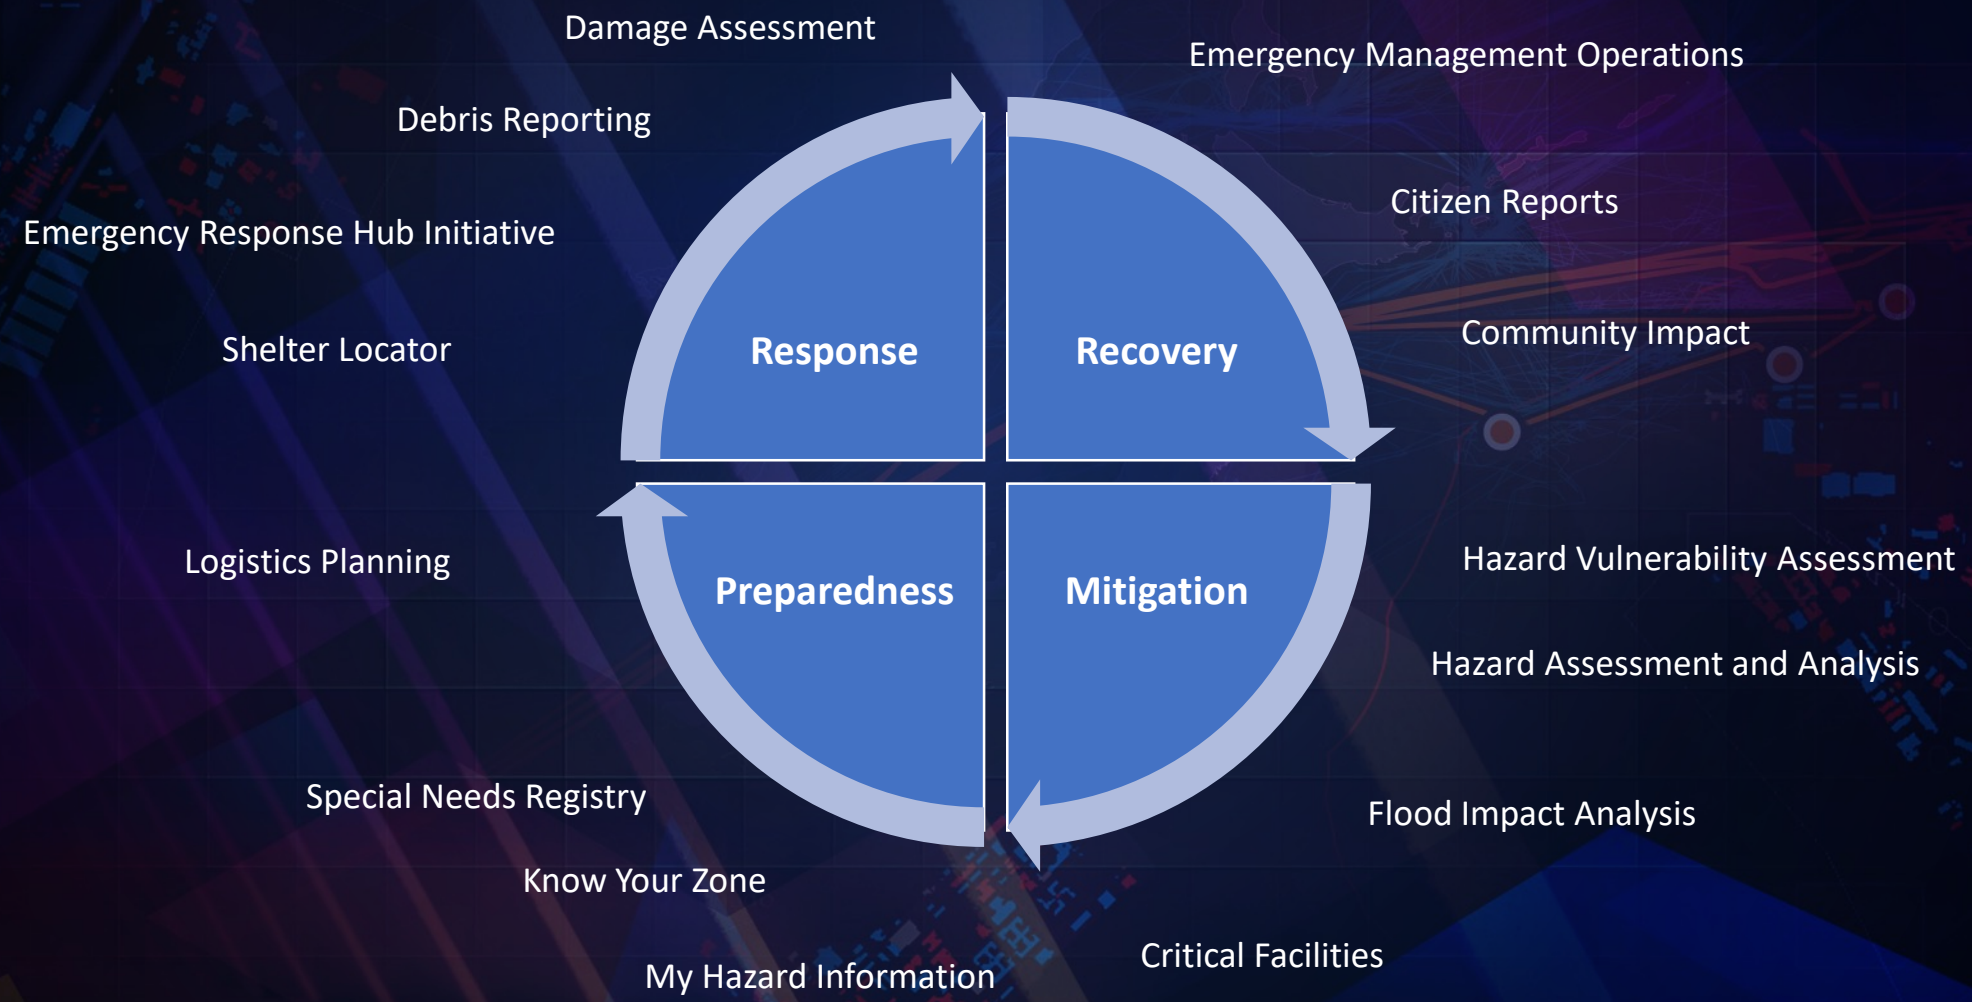 Damage Assessment
Emergency Management Operations
Debris Reporting
Citizen Reports
Emergency Response Hub Initiative
Community Impact
Shelter Locator
Response
Recovery
Logistics Planning
Hazard Vulnerability Assessment
Preparedness
Mitigation
Hazard Assessment and Analysis
Special Needs Registry
Flood Impact Analysis
Know Your Zone
Critical Facilities
My Hazard Information